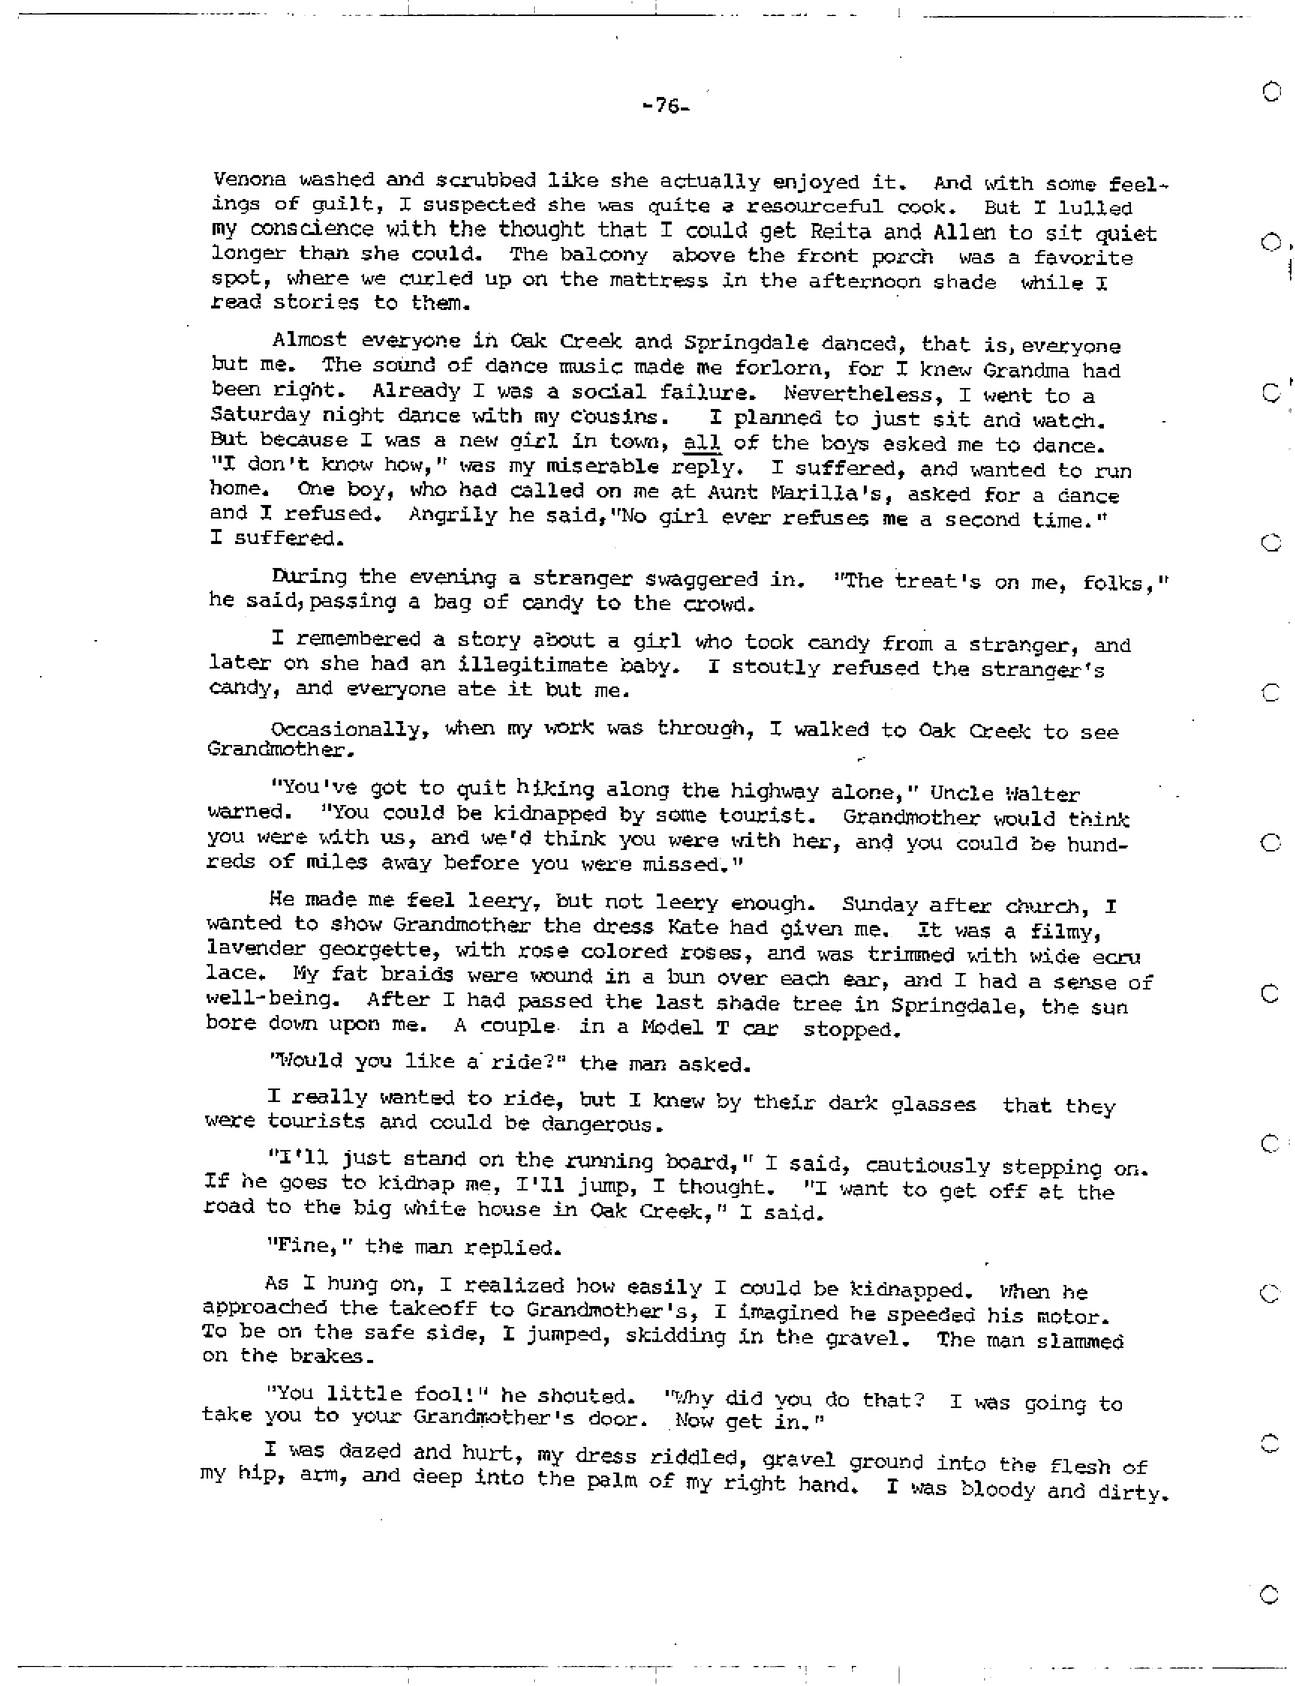 -76-
Venona washed and scrubbed like she actually enjoyed it. And with some feel-
ings of guilt, I suspected she was quite a resourceful cook. But I lulled
my conscience with the thought that I could get Reita and Allen to sit quiet
longer than she could. The balcony above the front porch was a favorite
spot, where we curled up on the mattress in the afternoon shade while I
read stories to them.
Almost everyone in Oak Creek and Springdale danced, that is, everyone
but me. The sound of dance music made me forlorn, for I knew Grandma had
been right. Already I was a social failure. Nevertheless, I went to a
Saturday night dance with my cousins. I planned to just sit and watch.
But because I was a new girl in town, all of the boys asked me to dance.
"I don't know how," was my miserable reply. I suffered, and wanted to run
home. One boy, who had called on me at Aunt Marilla's, asked for a dance
and I refused. Angrily he said,"No girl ever refuses me a second time."
I suffered.
During the evening a stranger swaggered in. "The treat's on me, folks,"
he said, passing a bag of candy to the crowd.
I remembered a story about a girl who took candy from a stranger, and
later on she had an illegitimate baby. I stoutly refused the stranger's
candy, and everyone ate it but me.
Occasionally, when my work was through, I walked to Oak Creek to see
Grandmother.
"You've got to quit hiking along the highway alone," Uncle Walter
warned. "You could be kidnapped by some tourist. Grandmother would think
you were with us, and we'd think you were with her, and you could be hund-
reds of miles away before you were missed."
He made me feel leery, but not leery enough. Sunday after church, I
wanted to show Grandmother the dress Kate had given me. It was a filmy,
lavender georgette, with rose colored roses, and was trimmed with wide ecru
lace. My fat braids were wound in a bun over each ear, and I had a sense of
well-being. After I had passed the last shade tree in Springdale, the sun
bore down upon me. A couple in a Model T car stopped.
"Would you like a ride?" the man asked.
I really wanted to ride, but I knew by their dark glasses that they
were tourists and could be dangerous.
"I'll just stand on the running board," I said, cautiously stepping on.
If he goes to kidnap me, I'll jump, I thought. "I want to get off at the
road to the big white house in Oak Creek," I said.
"Fine," the man replied.
As I hung on, I realized how easily I could be kidnapped. When he
approached the takeoff to Grandmother's, I imagined he speeded his motor.
To be on the safe side, I jumped, skidding in the gravel. The man slammed
on the brakes.
"You little fool!" he shouted. "Why did you do that? I was going to
take you to your Grandmother's door. Now get in."
I was dazed and hurt, my dress riddled, gravel ground into the flesh of
my hip, arm, and deep into the palm of my right hand. I was bloody and dirty.